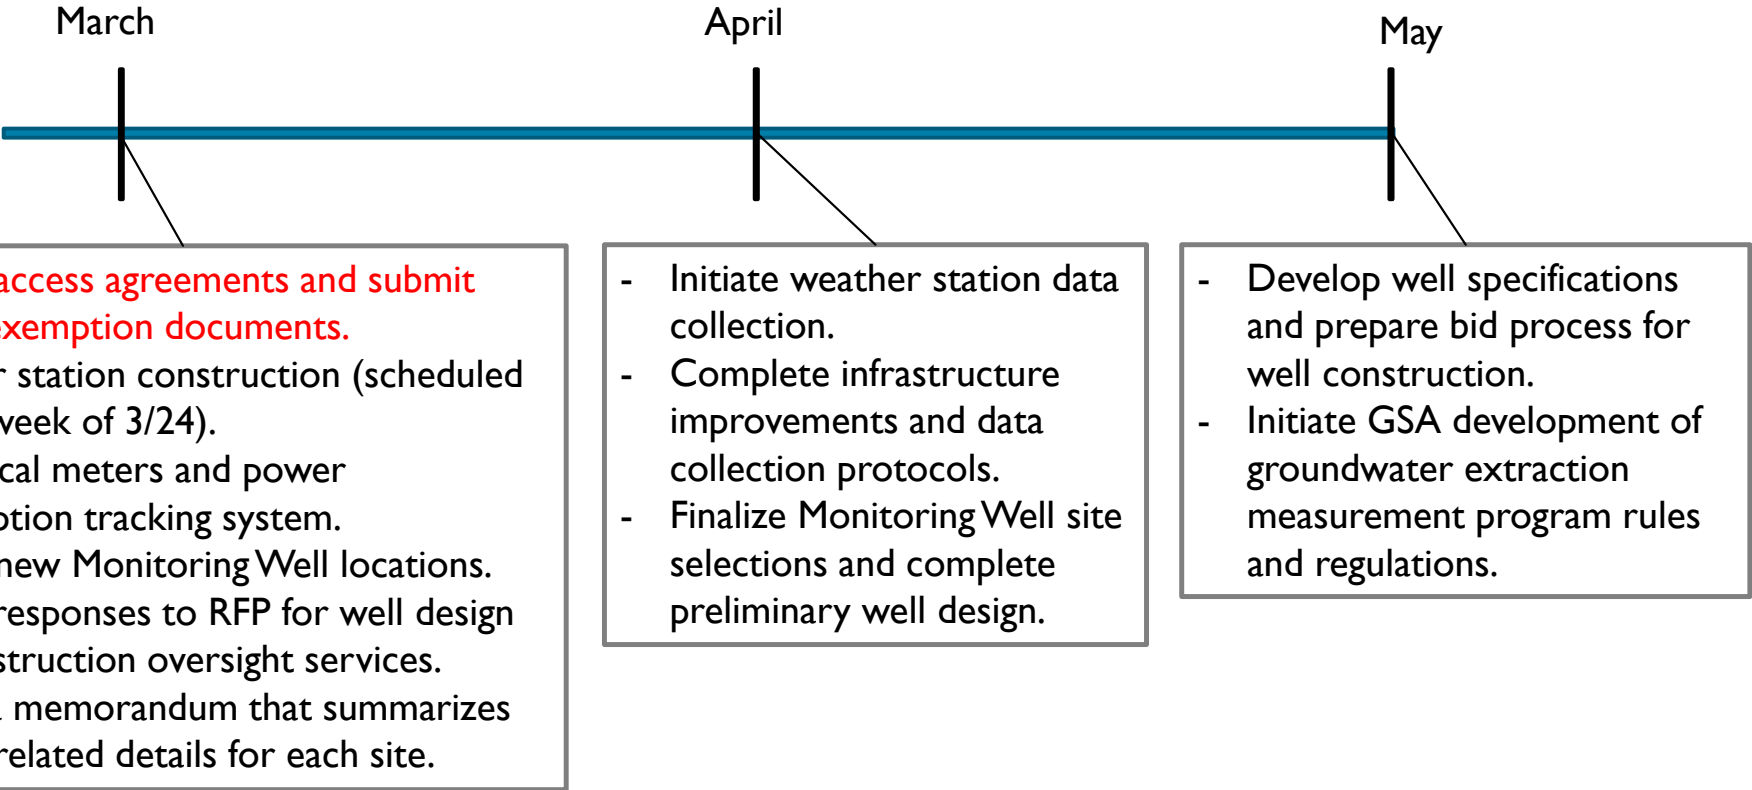 March
April
May
access agreements and submit
exemption documents.
station construction (scheduled
week of 3/24).
meters and power
tracking system.
new Monitoring Well locations.
responses to RFP for well design
oversight services.
memorandum that summarizes
related details for each site.
- Initiate weather station data
collection.
- Complete infrastructure
improvements and data
collection protocols.
- Finalize Monitoring Well site
selections and complete
preliminary well design.
- Develop well specifications
and prepare bid process for
well construction.
- Initiate GSA development of
groundwater extraction
measurement program rules
and regulations.